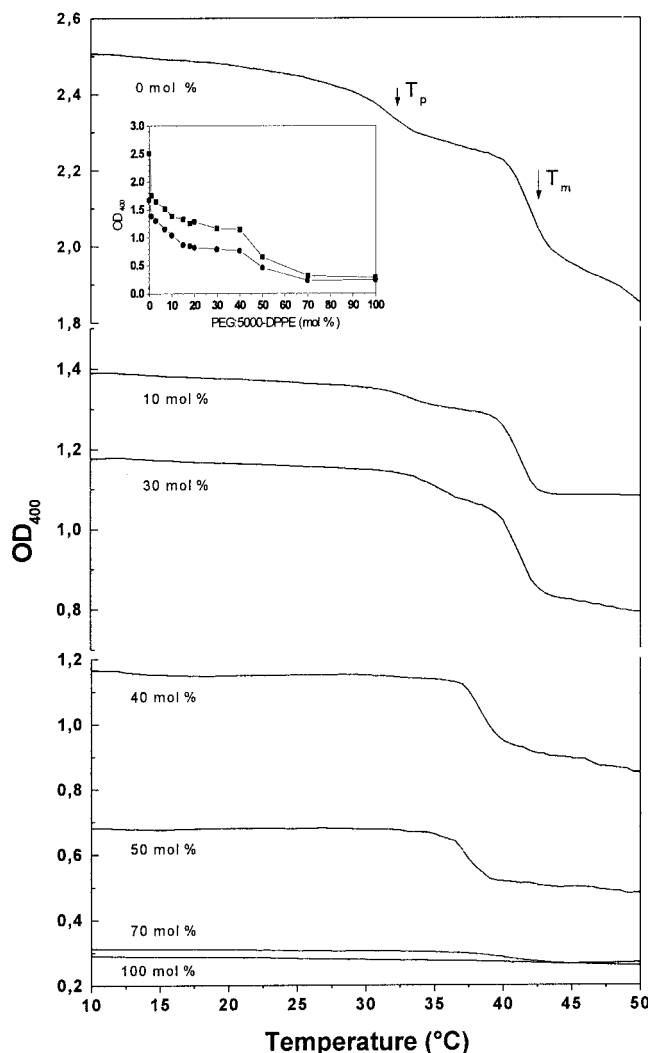 2,6
2,4
2,2
2,0
1,8
0 mol %
T_p
T_m
3.0
2.5
2.0
1.5
1.0
0.5
0.0
OD_400
0 10 20 30 40 50 60 70 80 90 100
PEG:5000-DPPE (mol %)
1,4
1,2
1,0
0,8
10 mol %
30 mol %
OD_400
1,2
1,0
0,8
0,6
0,4
0,2
40 mol %
50 mol %
70 mol %
100 mol %
10 15 20 25 30 35 40 45 50
Temperature (°C)